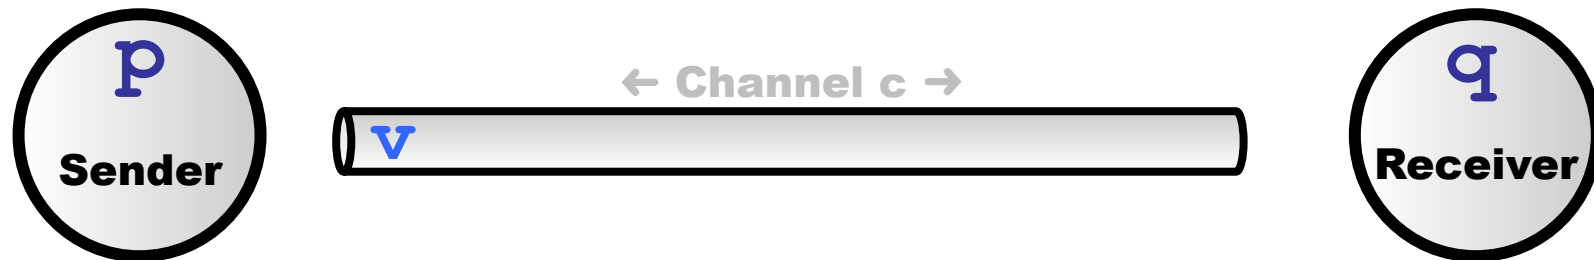 p
Sender
← Channel c →
v
q
Receiver